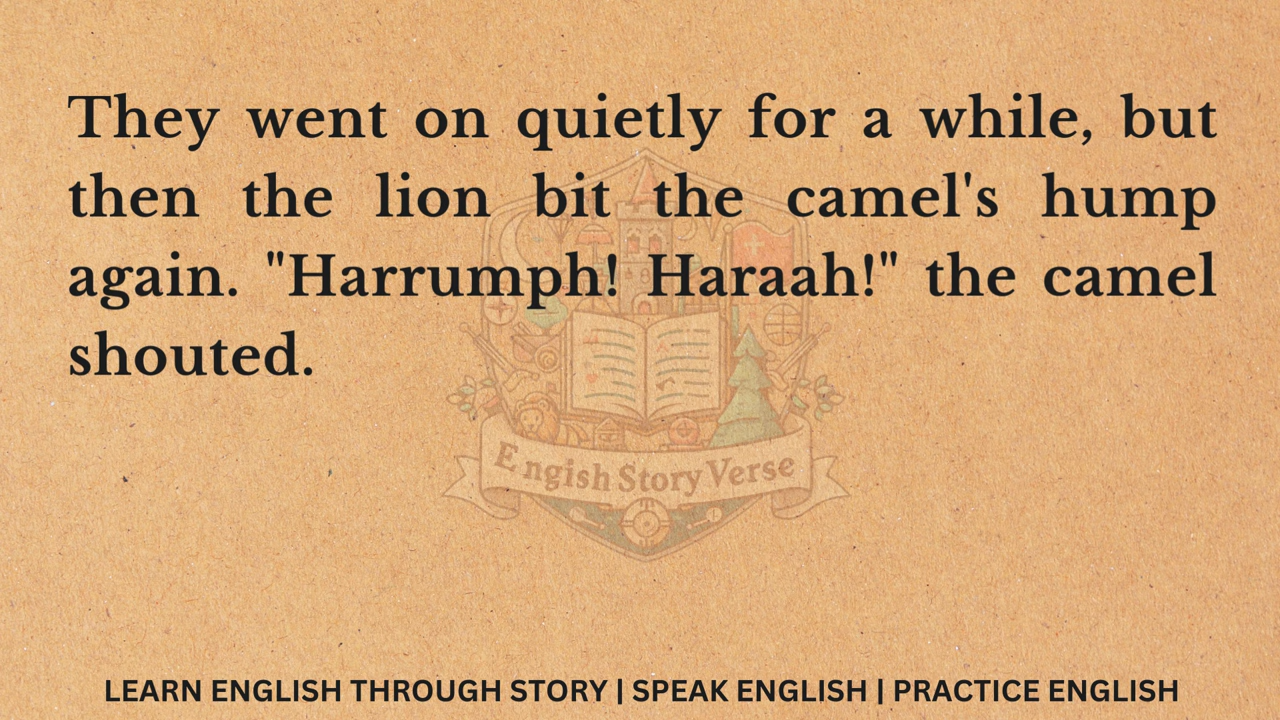 They went on quietly for a while, but
then the lion bit the camel's hump
again. "Harrumph! Haraah!" the camel
shouted.
Engish Story Verse
LEARN ENGLISH THROUGH STORY | SPEAK ENGLISH | PRACTICE ENGLISH